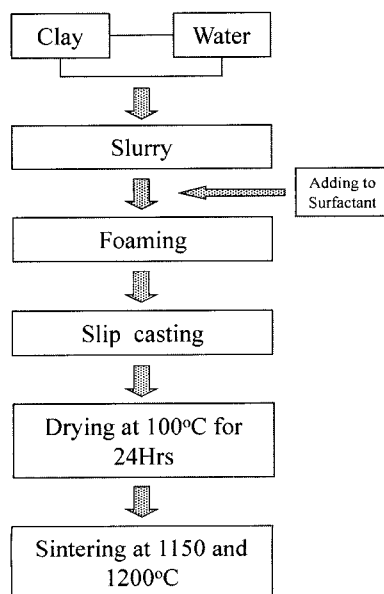 Clay
Water
Slurry
Adding to
Surfactant
Foaming
Slip casting
Drying at 100°C for
24Hrs
Sintering at 1150 and
1200°C